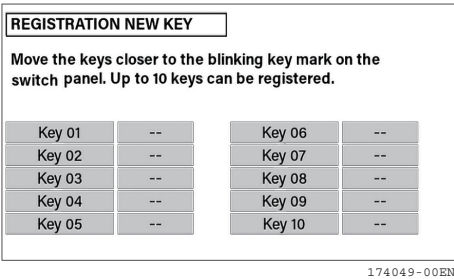 REGISTRATION NEW KEY
Move the keys closer to the blinking key mark on the
switch panel. Up to 10 keys can be registered.
Key 01 -- Key 06 --
Key 02 -- Key 07 --
Key 03 -- Key 08 --
Key 04 -- Key 09 --
Key 05 -- Key 10 --
174049-00EN